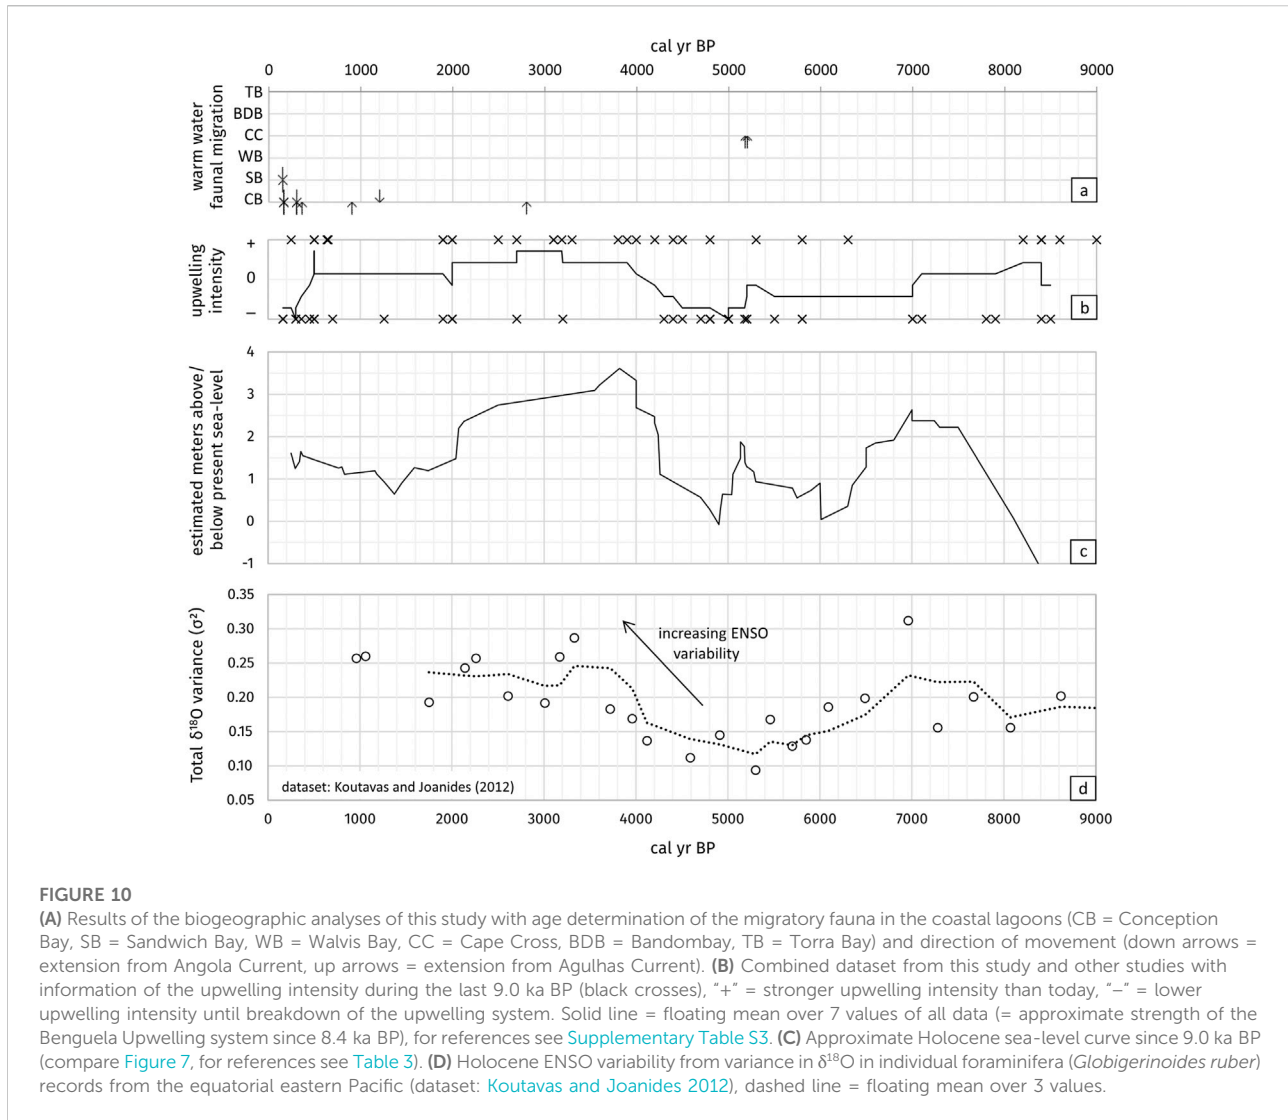 cal yr BP
0 1000 2000 3000 4000 5000 6000 7000 8000 9000
warm water
faunal migration
TB
BDB
CC
WB
SB
CB
a
upwelling
intensity
+
0
–
b
estimated meters above/
below present sea-level
4
3
2
1
0
-1
c
Total δ¹⁸O variance (σ²)
0.35
0.30
0.25
0.20
0.15
0.10
0.05
increasing ENSO
variability
dataset: Koutavas and Joanides (2012)
d
0 1000 2000 3000 4000 5000 6000 7000 8000 9000
cal yr BP
FIGURE 10
(A) Results of the biogeographic analyses of this study with age determination of the migratory fauna in the coastal lagoons (CB = Conception
Bay, SB = Sandwich Bay, WB = Walvis Bay, CC = Cape Cross, BDB = Bandombay, TB = Torra Bay) and direction of movement (down arrows =
extension from Angola Current, up arrows = extension from Agulhas Current). (B) Combined dataset from this study and other studies with
information of the upwelling intensity during the last 9.0 ka BP (black crosses), “+” = stronger upwelling intensity than today, “–” = lower
upwelling intensity until breakdown of the upwelling system. Solid line = floating mean over 7 values of all data (= approximate strength of the
Benguela Upwelling system since 8.4 ka BP), for references see Supplementary Table S3. (C) Approximate Holocene sea-level curve since 9.0 ka BP
(compare Figure 7, for references see Table 3). (D) Holocene ENSO variability from variance in δ¹⁸O in individual foraminifera (Globigerinoides ruber)
records from the equatorial eastern Pacific (dataset: Koutavas and Joanides 2012), dashed line = floating mean over 3 values.